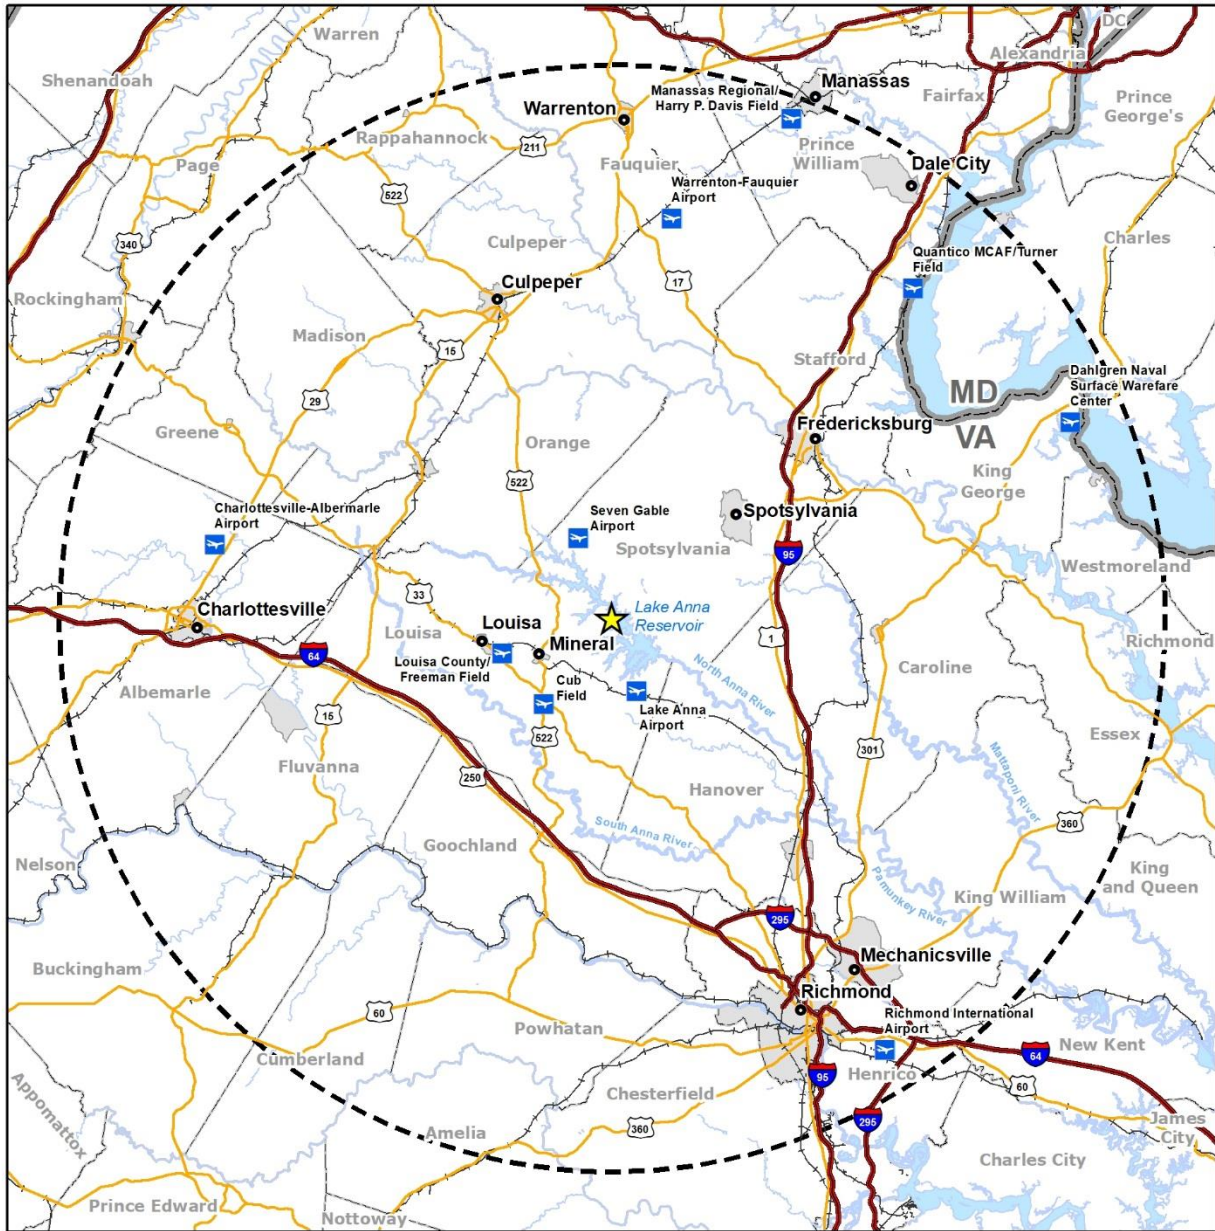 DC
Warren
Alexandria
Shenandoah
Manassas
Manassas Regional/
Harry P. Davis Field
Fairfax
Prince
George's
Warrenton
Rappahannock
211
Fauquier
Prince
William
Page
Dale City
Warrenton-Fauquier
Airport
522
340
Culpeper
Charles
Quantico MCAF/Turner
Field
Culpeper
17
Rockingham
Madison
15
Stafford
Dahlgren Naval
Surface Warefare
Center
MD
VA
29
Greene
Orange
Fredericksburg
King
George
522
Charlottesville-Albermarle
Airport
Seven Gable
Airport
Spotsylvania
Spotsylvania
95
Westmoreland
33
Charlottesville
Lake Anna
Reservoir
Louisa
Louisa
Mineral
1
Richmond
64
Louisa County/
Freeman Field
Caroline
North Anna River
Albemarle
Cub
Field
Lake Anna
Airport
15
522
301
Essex
Mattaponi River
Fluvanna
250
Hanover
360
South Anna River
Goochland
Nelson
King
and Queen
Pamunkey River
King William
295
Buckingham
Mechanicsville
Richmond
60
Powhatan
Richmond International
Airport
Cumberland
New Kent
64
95
Henrico
60
Appomattox
Chesterfield
295
James
City
360
Amelia
Charles City
Prince Edward
Nottoway